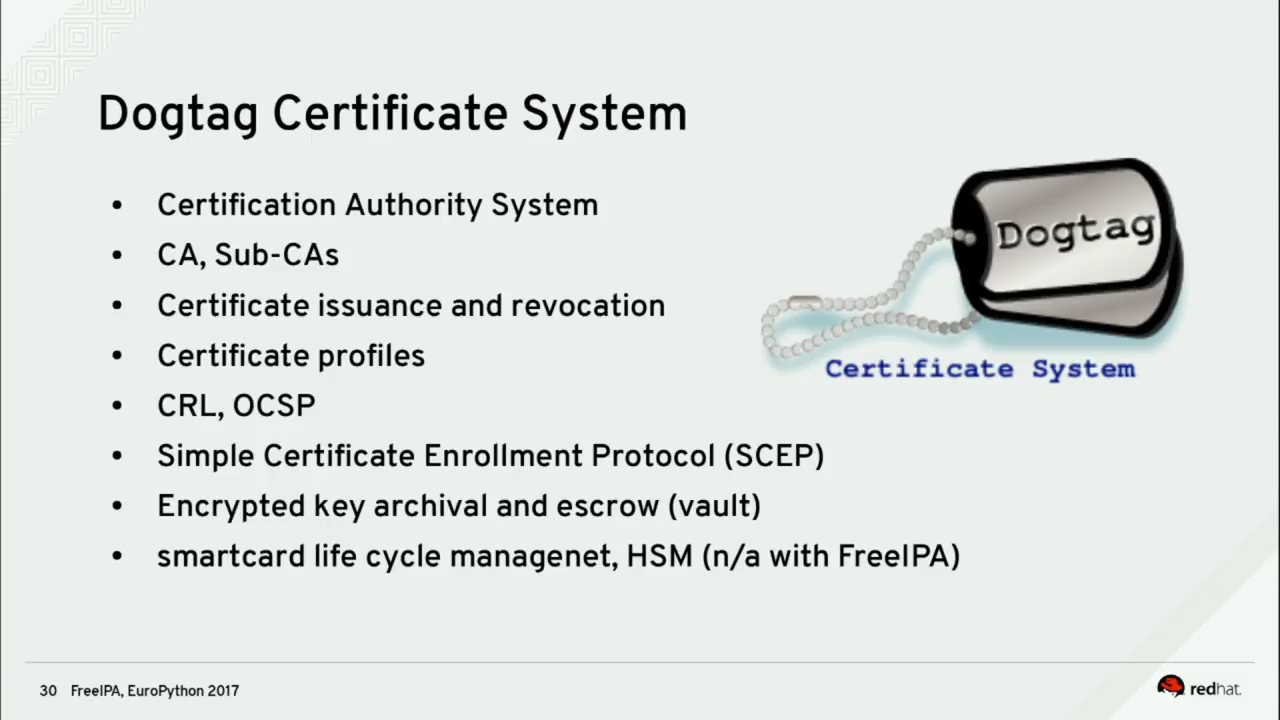 Dogtag Certificate System
• Certification Authority System
• CA, Sub-CAs
• Certificate issuance and revocation
• Certificate profiles
• CRL, OCSP
• Simple Certificate Enrollment Protocol (SCEP)
• Encrypted key archival and escrow (vault)
• smartcard life cycle managenet, HSM (n/a with FreeIPA)
Dogtag
Certificate System
30 FreeIPA, EuroPython 2017
redhat.